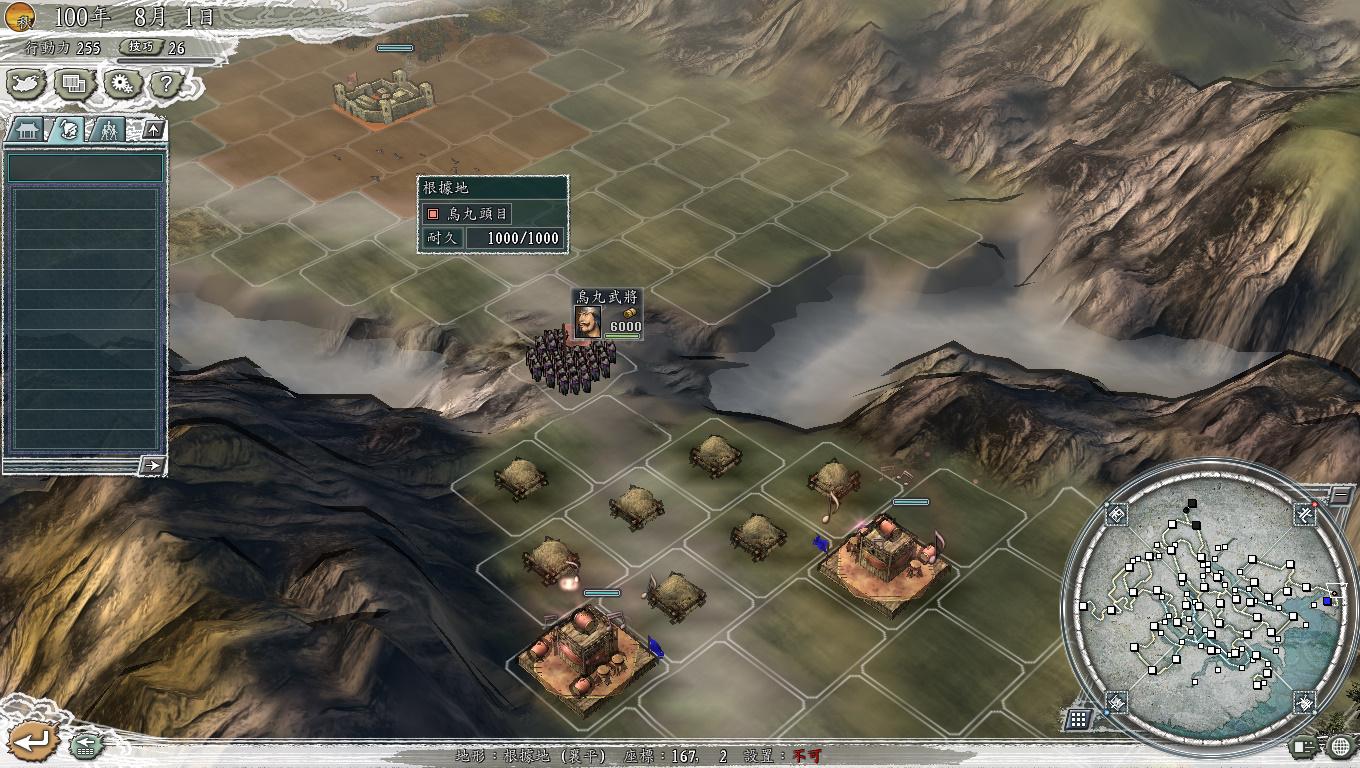 秋 100年 8月 1日
行動力 255 技巧 26
?
根據地
烏丸頭目
耐久 1000/1000
烏丸武將
6000
地形：根據地 (襄平) 座標：167, 2 設置：不可